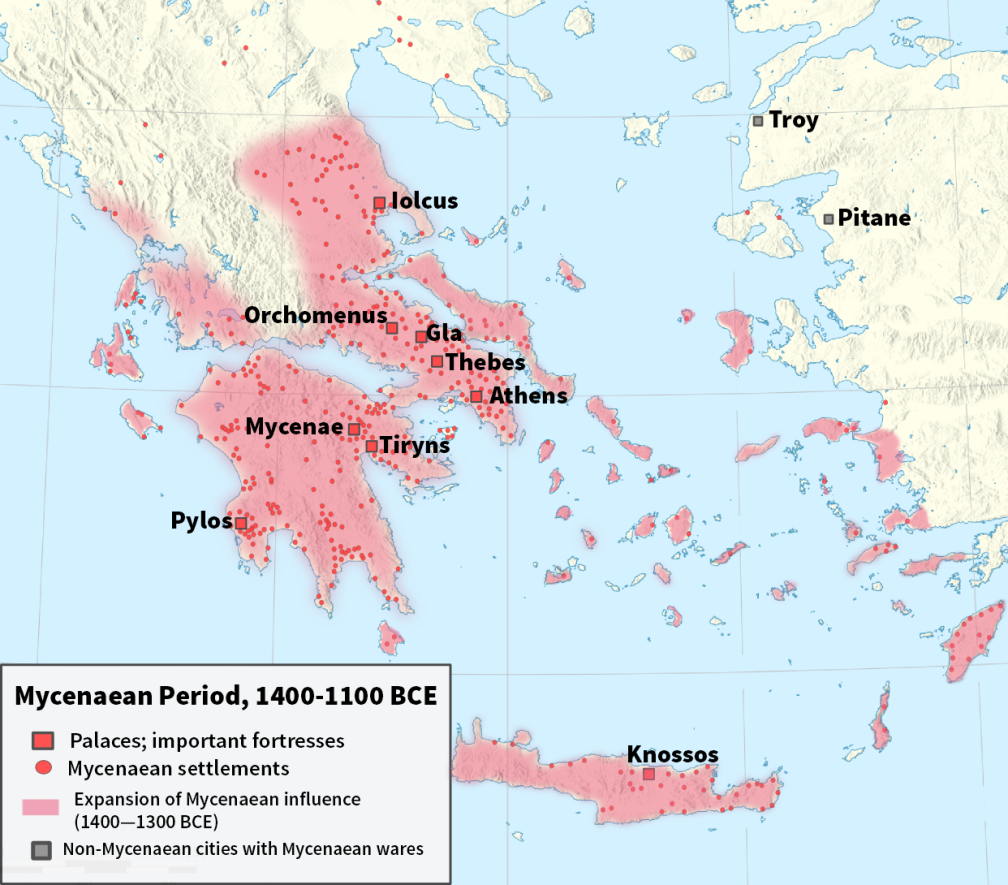 Troy
Iolcus
Pitane
Orchomenus
Gla
Thebes
Athens
Mycenae
Tiryns
Pylos
Knossos
Mycenaean Period, 1400-1100 BCE
Palaces; important fortresses
Mycenaean settlements
Expansion of Mycenaean influence
(1400—1300 BCE)
Non-Mycenaean cities with Mycenaean wares